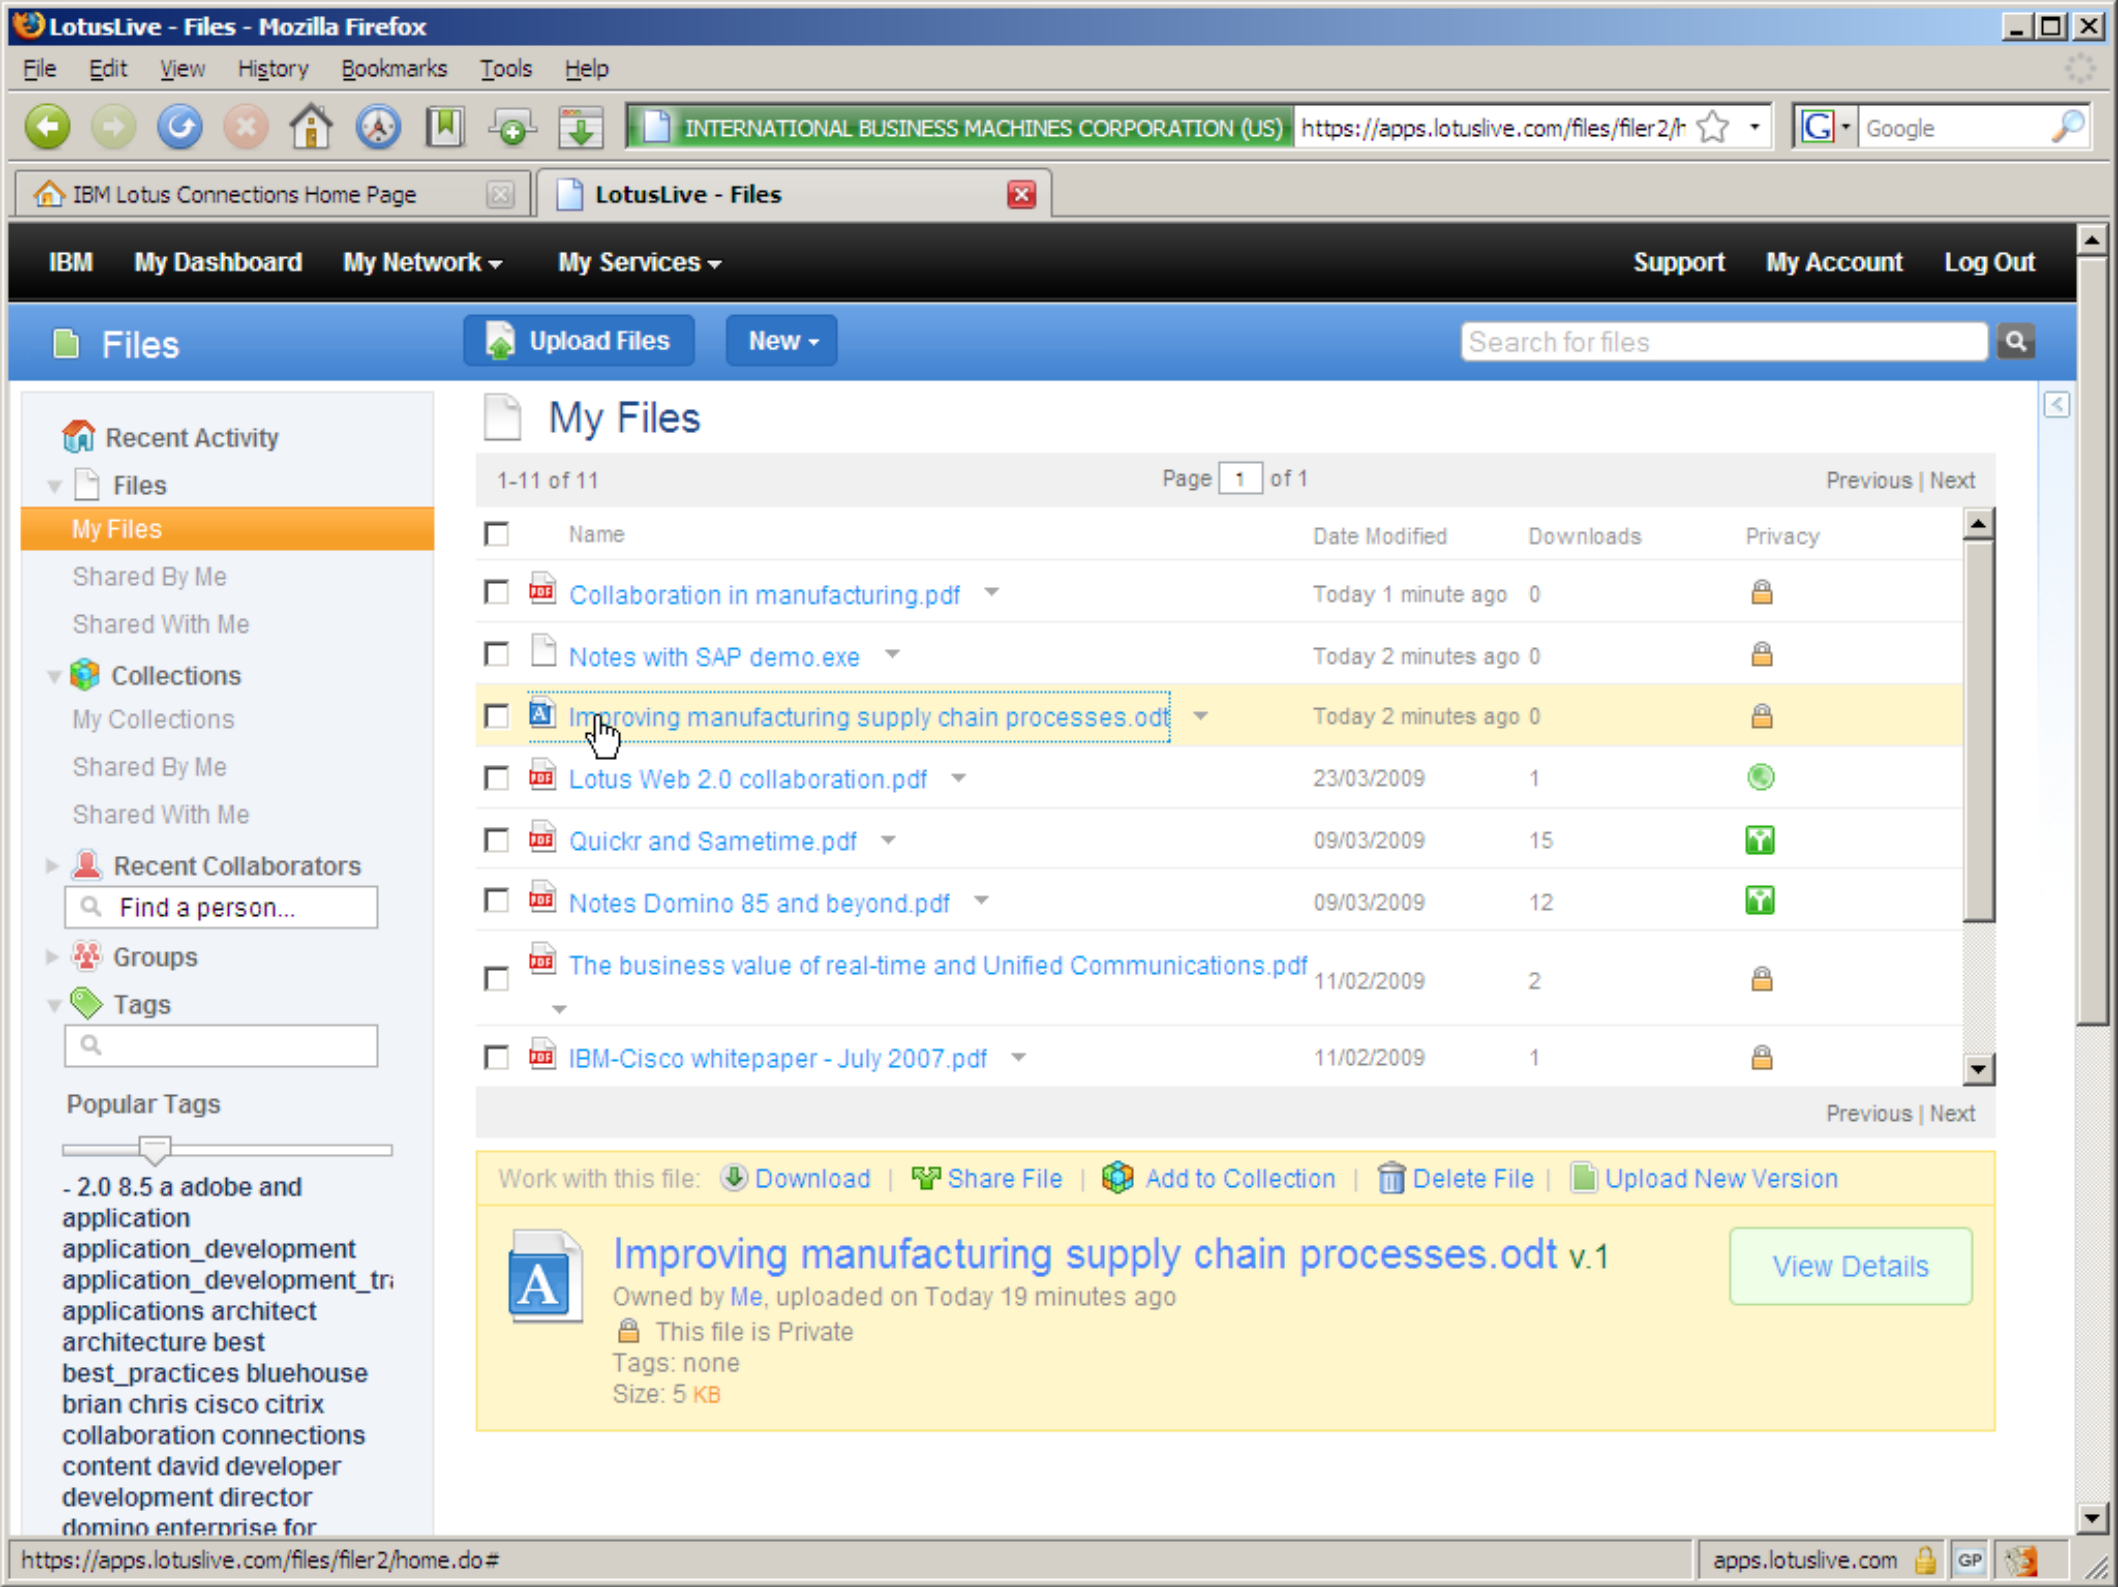 LotusLive - Files - Mozilla Firefox
File Edit View History Bookmarks Tools Help
INTERNATIONAL BUSINESS MACHINES CORPORATION (US) https://apps.lotuslive.com/files/filer2/h Google
IBM Lotus Connections Home Page LotusLive - Files
IBM My Dashboard My Network My Services Support My Account Log Out
Files Upload Files New Search for files
Recent Activity
Files
My Files
Shared By Me
Shared With Me
Collections
My Collections
Shared By Me
Shared With Me
Recent Collaborators
Find a person...
Groups
Tags
Popular Tags
- 2.0 8.5 a adobe and
application
application_development
application_development_tra
applications architect
architecture best
best_practices bluehouse
brian chris cisco citrix
collaboration connections
content david developer
development director
domino enterprise for
My Files
1-11 of 11 Page 1 of 1 Previous | Next
Name Date Modified Downloads Privacy
Collaboration in manufacturing.pdf Today 1 minute ago 0
Notes with SAP demo.exe Today 2 minutes ago 0
Improving manufacturing supply chain processes.odt Today 2 minutes ago 0
Lotus Web 2.0 collaboration.pdf 23/03/2009 1
Quickr and Sametime.pdf 09/03/2009 15
Notes Domino 85 and beyond.pdf 09/03/2009 12
The business value of real-time and Unified Communications.pdf 11/02/2009 2
IBM-Cisco whitepaper - July 2007.pdf 11/02/2009 1
Previous | Next
Work with this file: Download | Share File | Add to Collection | Delete File | Upload New Version
Improving manufacturing supply chain processes.odt v.1
View Details
Owned by Me, uploaded on Today 19 minutes ago
This file is Private
Tags: none
Size: 5 KB
https://apps.lotuslive.com/files/filer2/home.do# apps.lotuslive.com GP